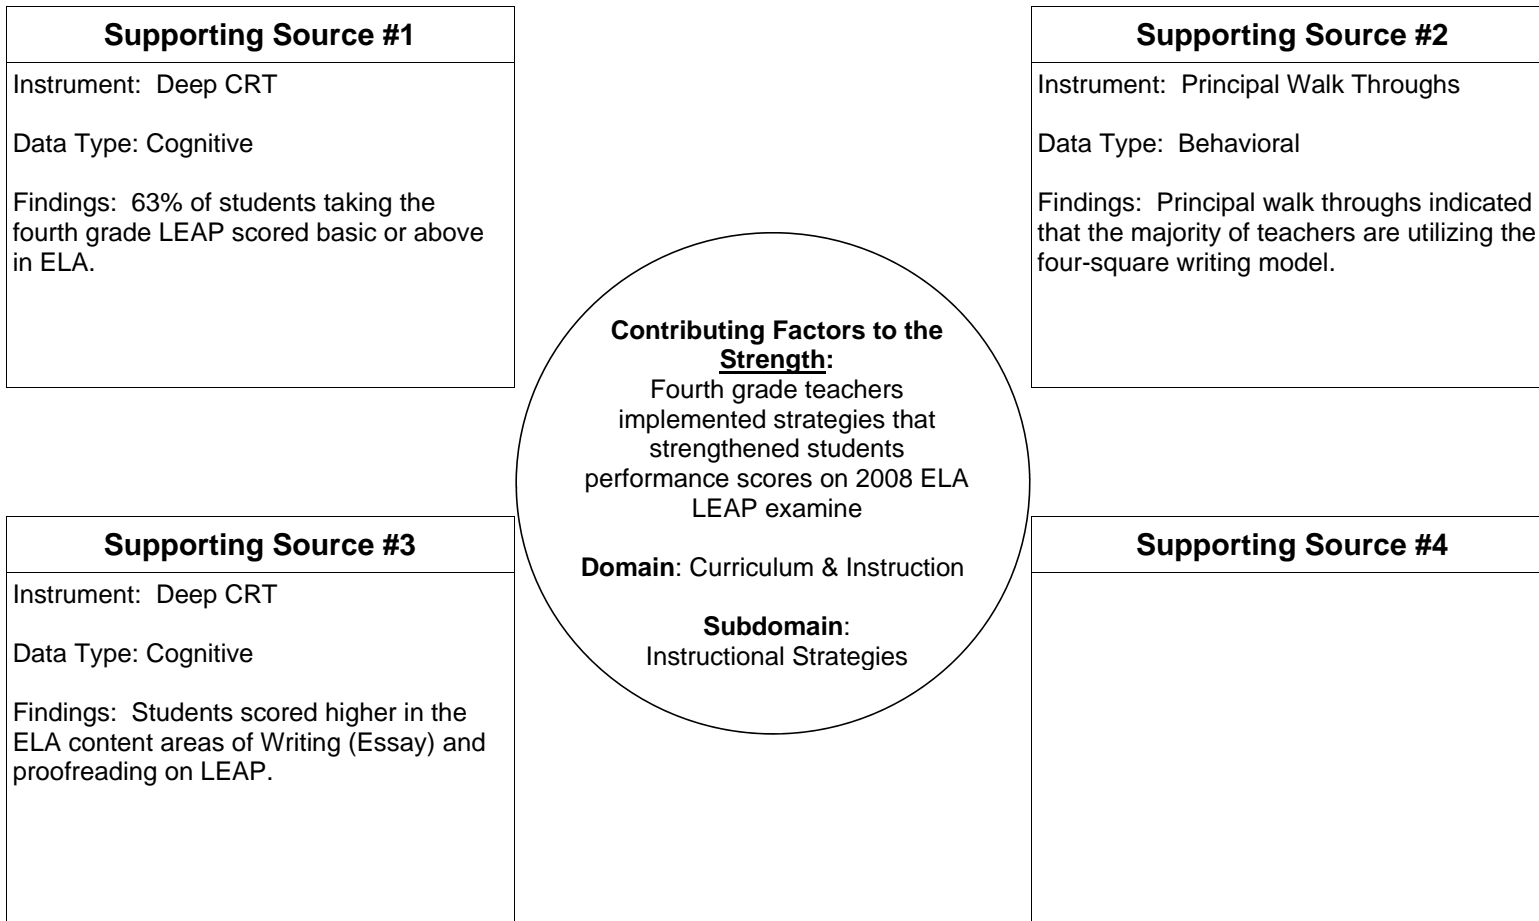 Supporting Source #1
Instrument:  Deep CRT
Data Type: Cognitive
Findings:  63% of students taking the
fourth grade LEAP scored basic or above
in ELA.
Supporting Source #2
Instrument:  Principal Walk Throughs
Data Type:  Behavioral
Findings:  Principal walk throughs indicated
that the majority of teachers are utilizing the
four-square writing model.
Contributing Factors to the
Strength:
Fourth grade teachers
implemented strategies that
strengthened students
performance scores on 2008 ELA
LEAP examine
Domain: Curriculum & Instruction
Subdomain:
Instructional Strategies
Supporting Source #3
Instrument:  Deep CRT
Data Type: Cognitive
Findings:  Students scored higher in the
ELA content areas of Writing (Essay) and
proofreading on LEAP.
Supporting Source #4